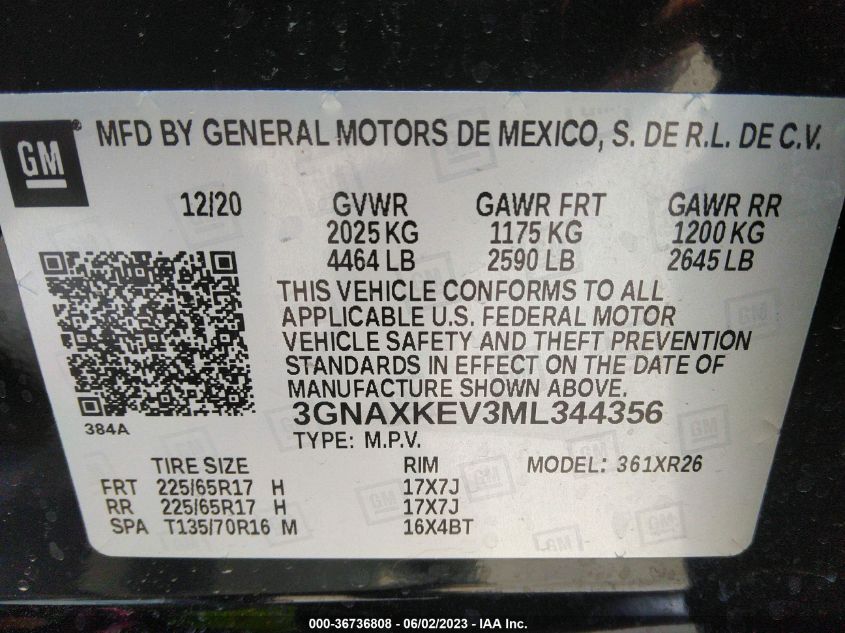 GM ® MFD BY GENERAL MOTORS DE MEXICO, S. DE R.L. DE C.V.
12/20 GVWR GAWR FRT GAWR RR
2025 KG 1175 KG 1200 KG
4464 LB 2590 LB 2645 LB
THIS VEHICLE CONFORMS TO ALL
APPLICABLE U.S. FEDERAL MOTOR
VEHICLE SAFETY AND THEFT PREVENTION
STANDARDS IN EFFECT ON THE DATE OF
MANUFACTURE SHOWN ABOVE.
3GNAXKEV3ML344356
384A
TYPE: M.P.V.
TIRE SIZE RIM MODEL: 361XR26
FRT 225/65R17 H 17X7J
RR 225/65R17 H 17X7J
SPA T135/70R16 M 16X4BT
000-36736808 - 06/02/2023 - IAA Inc.